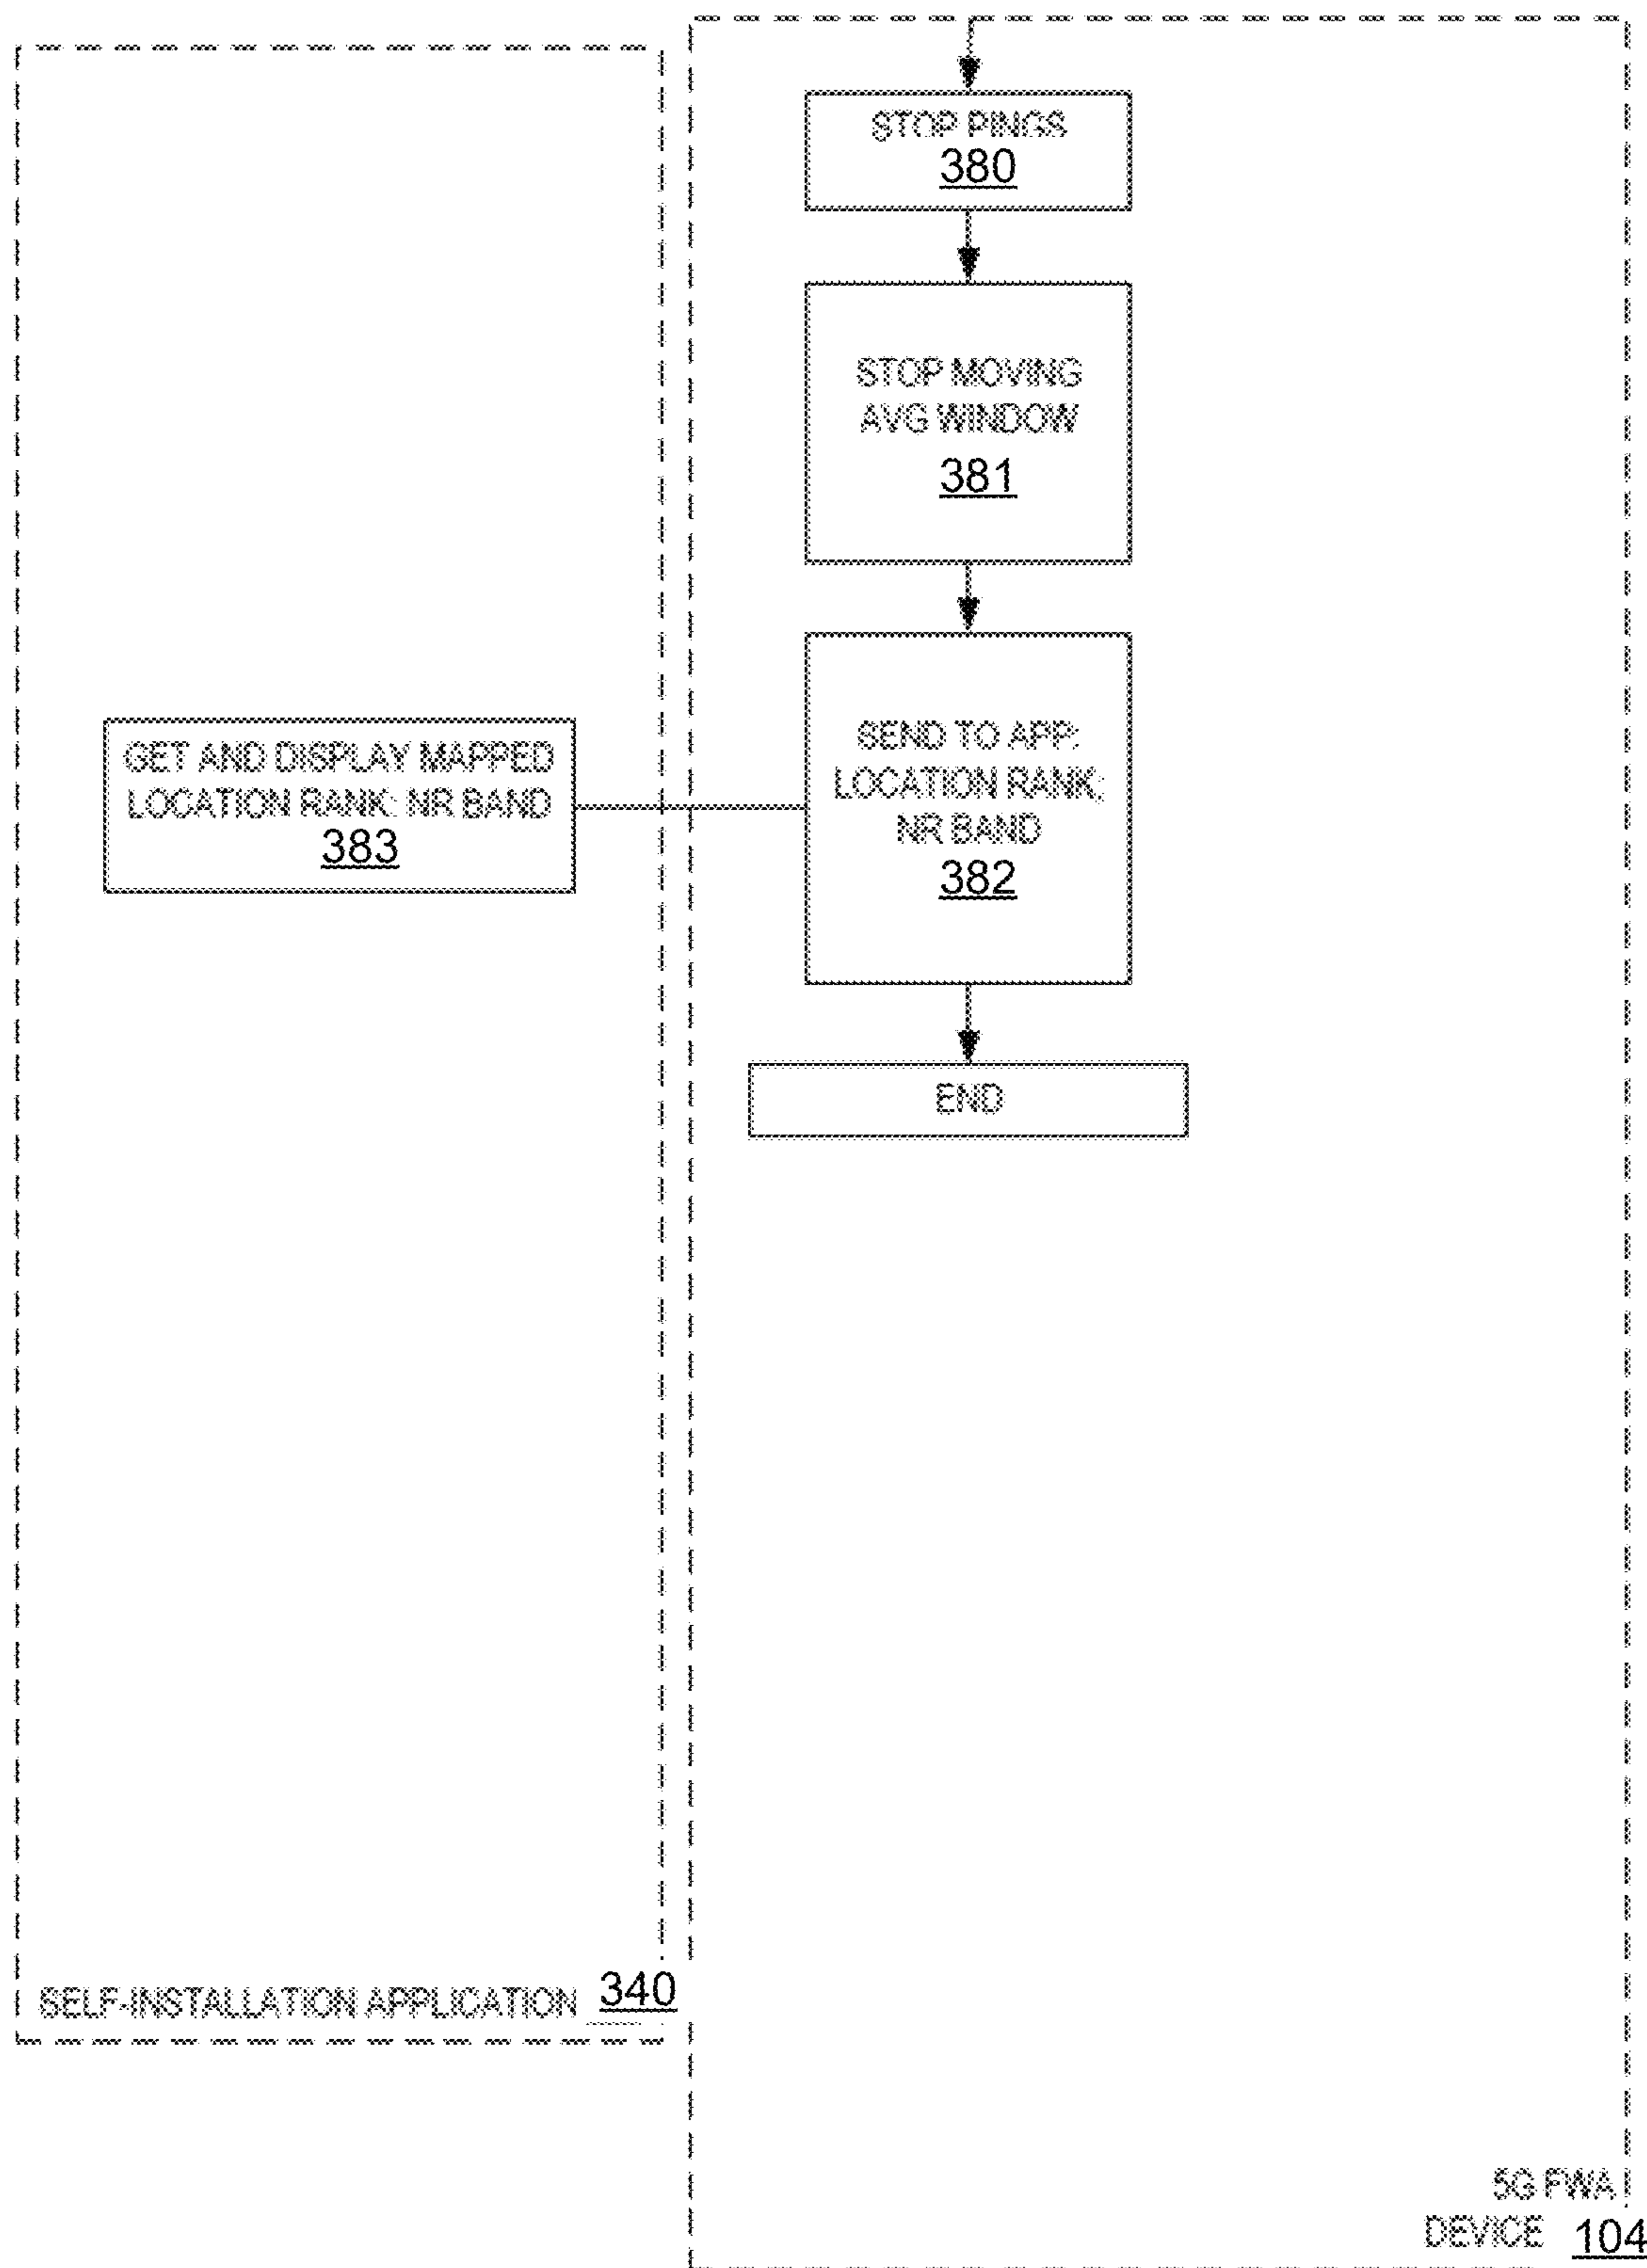 STOP PINGS
380
STOP MOVING
AVG WINDOW
381
GET AND DISPLAY MAPPED
LOCATION RANK; NR BAND
383
SEND TO APP:
LOCATION RANK;
NR BAND
382
END
SELF-INSTALLATION APPLICATION 340
5G FWA
DEVICE 104